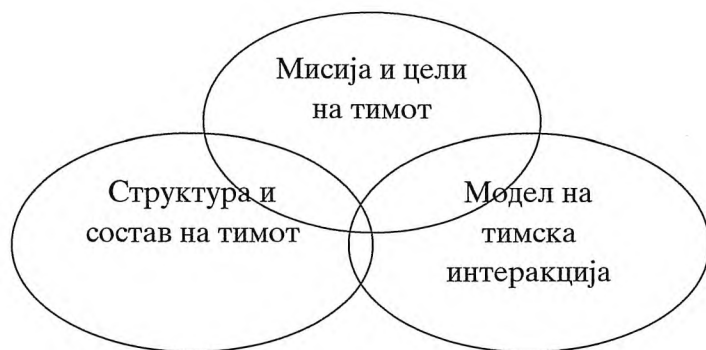 Мисија и цели
на тимот
Структура и
состав на тимот
Модел на
тимска
интеракција